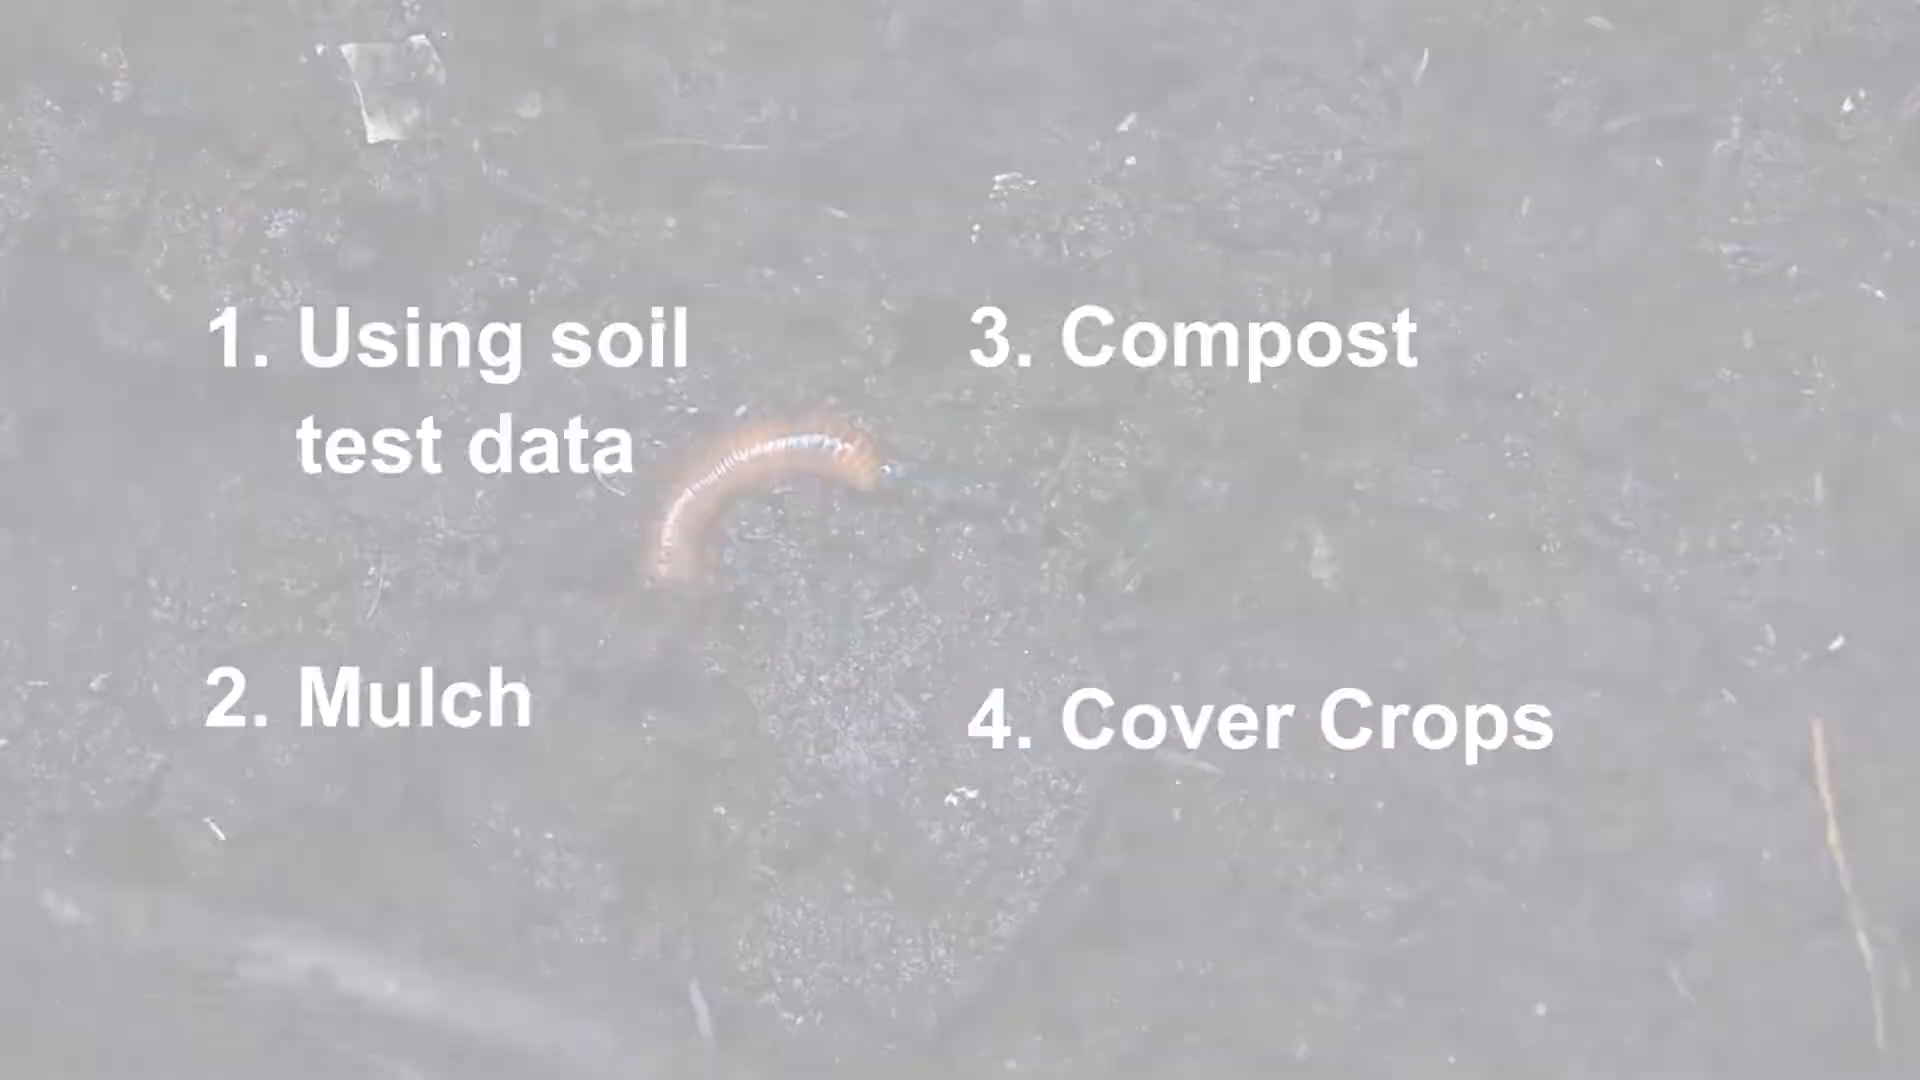 1. Using soil
test data
2. Mulch
3. Compost
4. Cover Crops